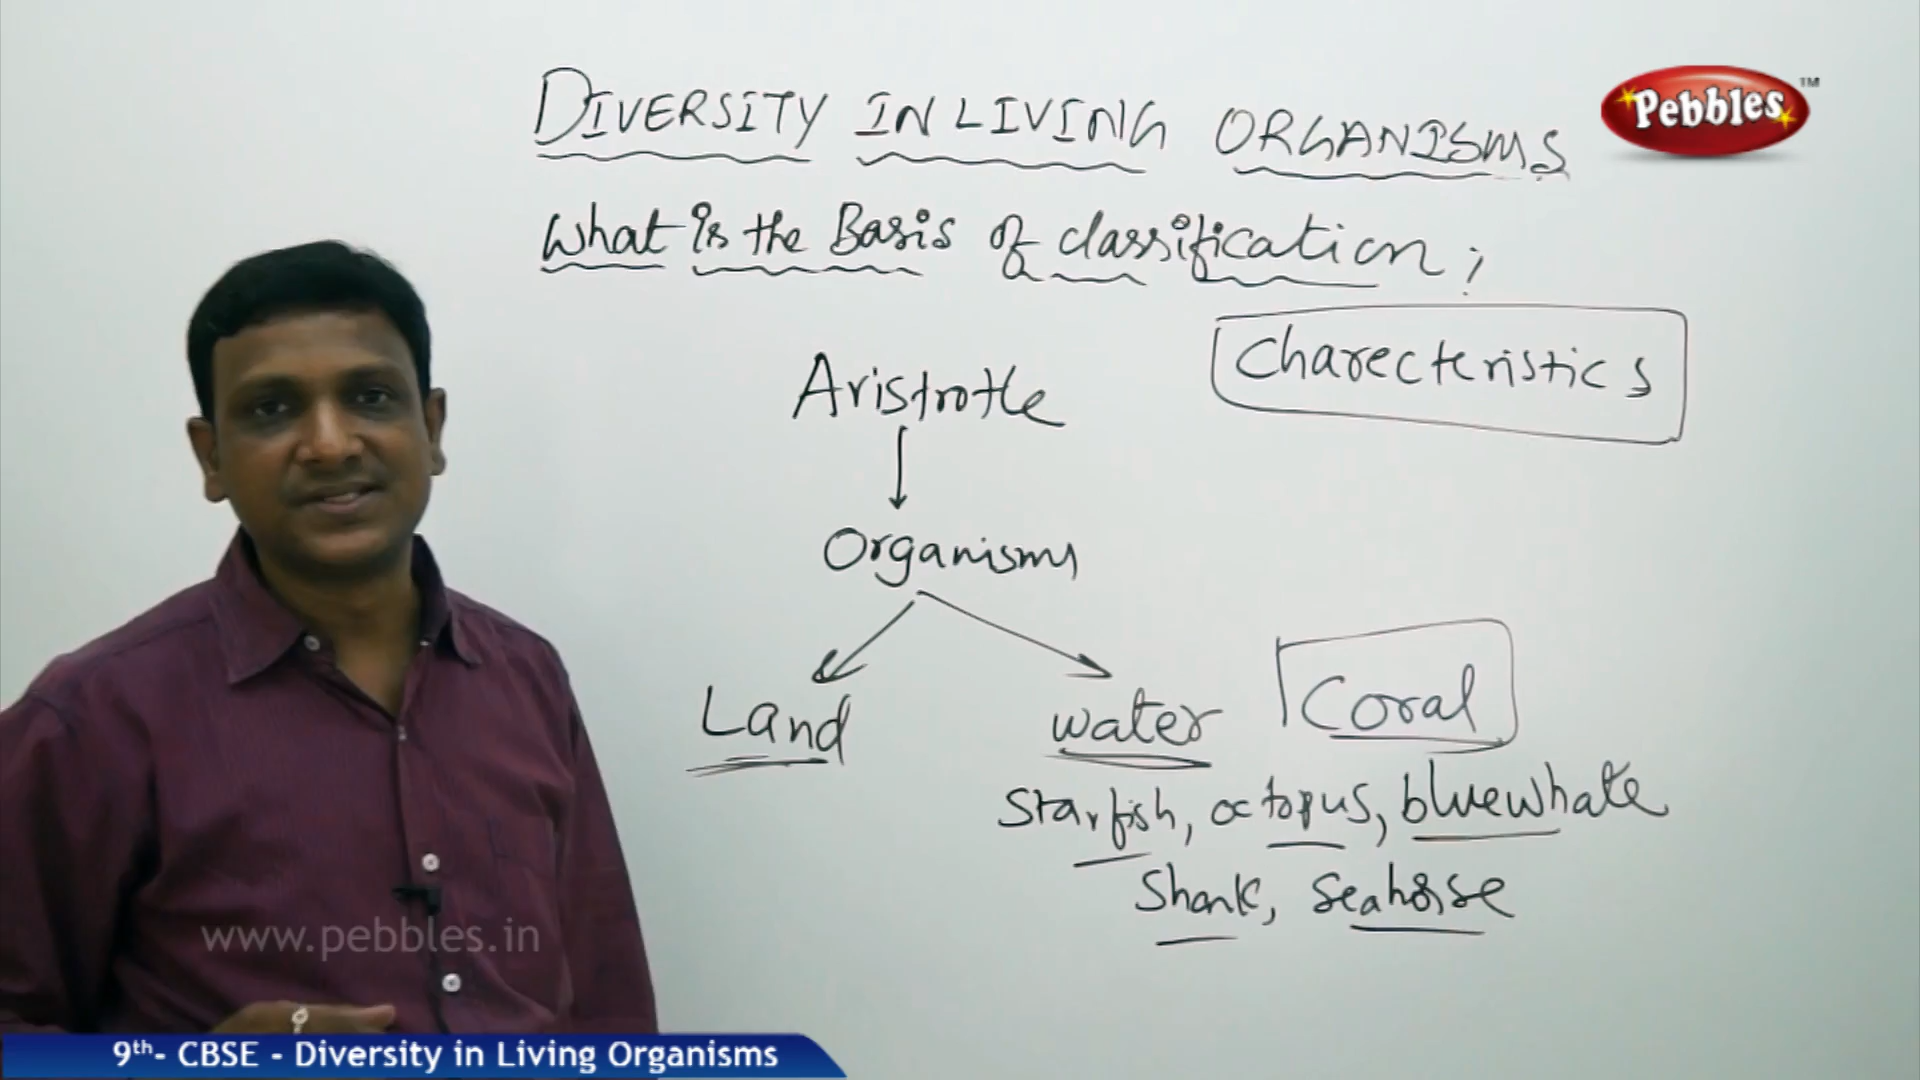 DIVERSITY IN LIVING ORGANISMS
Pebbles™
What is the Basis of classification;
Charecteristics
Aristrotle
Organisms
Land
water
Coral
Starfish, octopus, bluewhale
Shark, Seahorse
www.pebbles.in
9th- CBSE - Diversity in Living Organisms